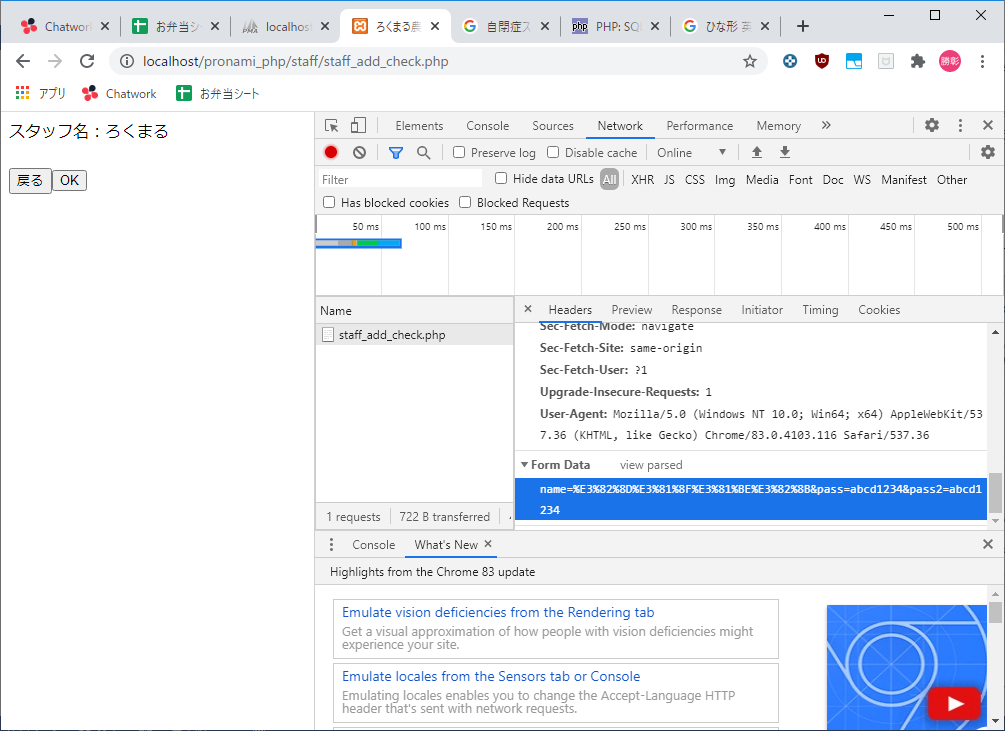 Chatwor
お弁当シー
localhos
ろくまる農
自閉症ス
php PHP: SQL
ひな形 英
localhost/pronami_php/staff/staff_add_check.php
勝彰
アプリ Chatwork お弁当シート
スタッフ名：ろくまる
戻る OK
Elements Console Sources Network Performance Memory »
Preserve log Disable cache Online
Filter Hide data URLs All XHR JS CSS Img Media Font Doc WS Manifest Other
Has blocked cookies Blocked Requests
50 ms 100 ms 150 ms 200 ms 250 ms 300 ms 350 ms 400 ms 450 ms 500 ms
Name
staff_add_check.php
1 requests 722 B transferred
Headers Preview Response Initiator Timing Cookies
Sec-Fetch-Mode: navigate
Sec-Fetch-Site: same-origin
Sec-Fetch-User: ?1
Upgrade-Insecure-Requests: 1
User-Agent: Mozilla/5.0 (Windows NT 10.0; Win64; x64) AppleWebKit/53
7.36 (KHTML, like Gecko) Chrome/83.0.4103.116 Safari/537.36
Form Data view parsed
name=%E3%82%8D%E3%81%8F%E3%81%BE%E3%82%8B&pass=abcd1234&pass2=abcd1
234
Console What's New
Highlights from the Chrome 83 update
Emulate vision deficiencies from the Rendering tab
Get a visual approximation of how people with vision deficiencies might
experience your site.
Emulate locales from the Sensors tab or Console
Emulating locales enables you to change the Accept-Language HTTP
header that's sent with network requests.